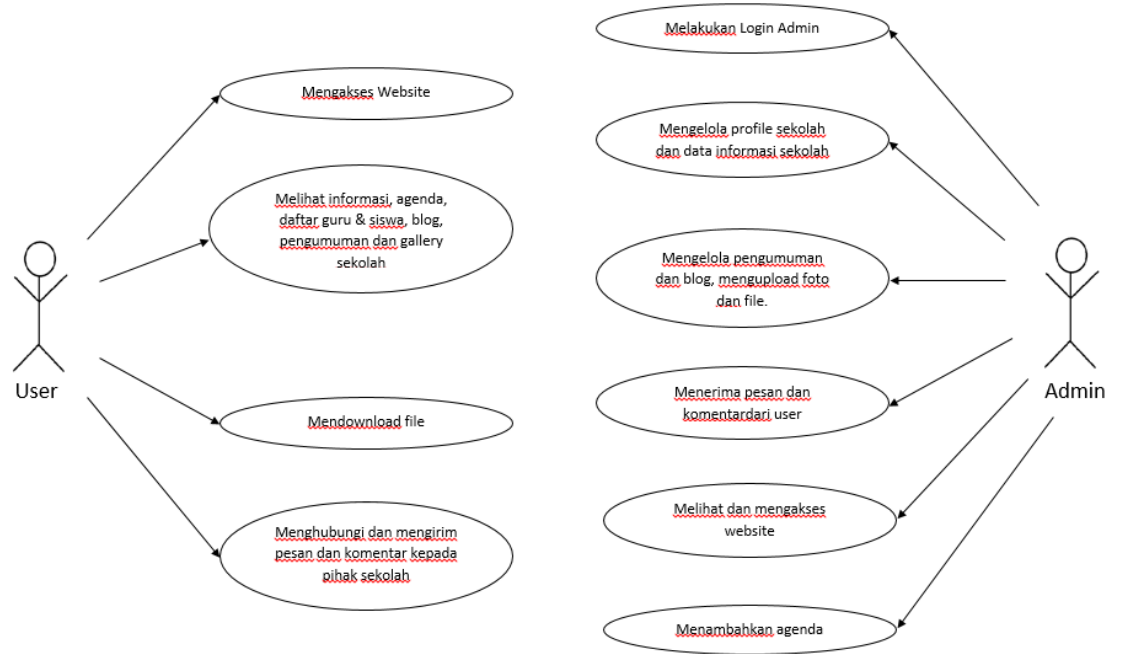 Mengakses Website
Melihat informasi, agenda,
daftar guru & siswa, blog,
pengumuman dan gallery
sekolah
User
Mendownload file
Menghubungi dan mengirim
pesan dan komentar kepada
pihak sekolah
Melakukan Login Admin
Mengelola profile sekolah
dan data informasi sekolah
Mengelola pengumuman
dan blog, mengupload foto
dan file.
Admin
Menerima pesan dan
komentardari user
Melihat dan mengakses
website
Menambahkan agenda